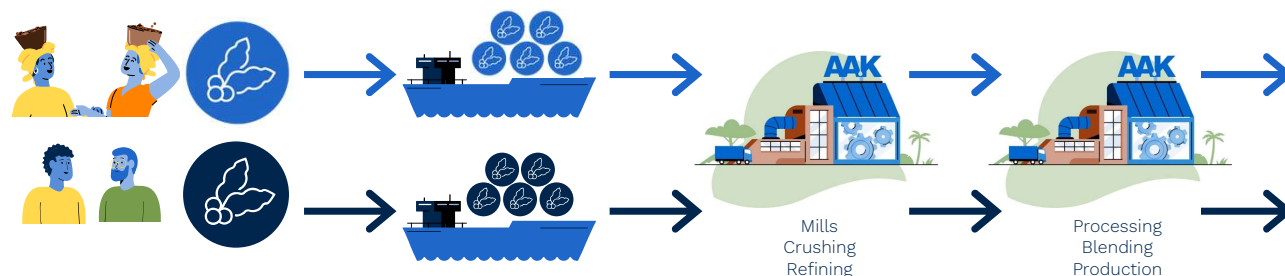 AAK
AAK
Mills
Crushing
Refining
Processing
Blending
Production